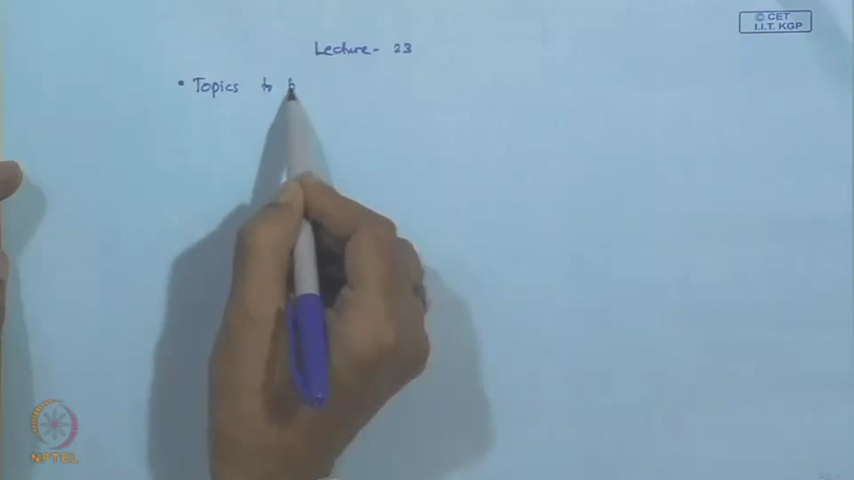 © CET
I.I.T. KGP
Lecture - 23
• Topics to b
NPTEL